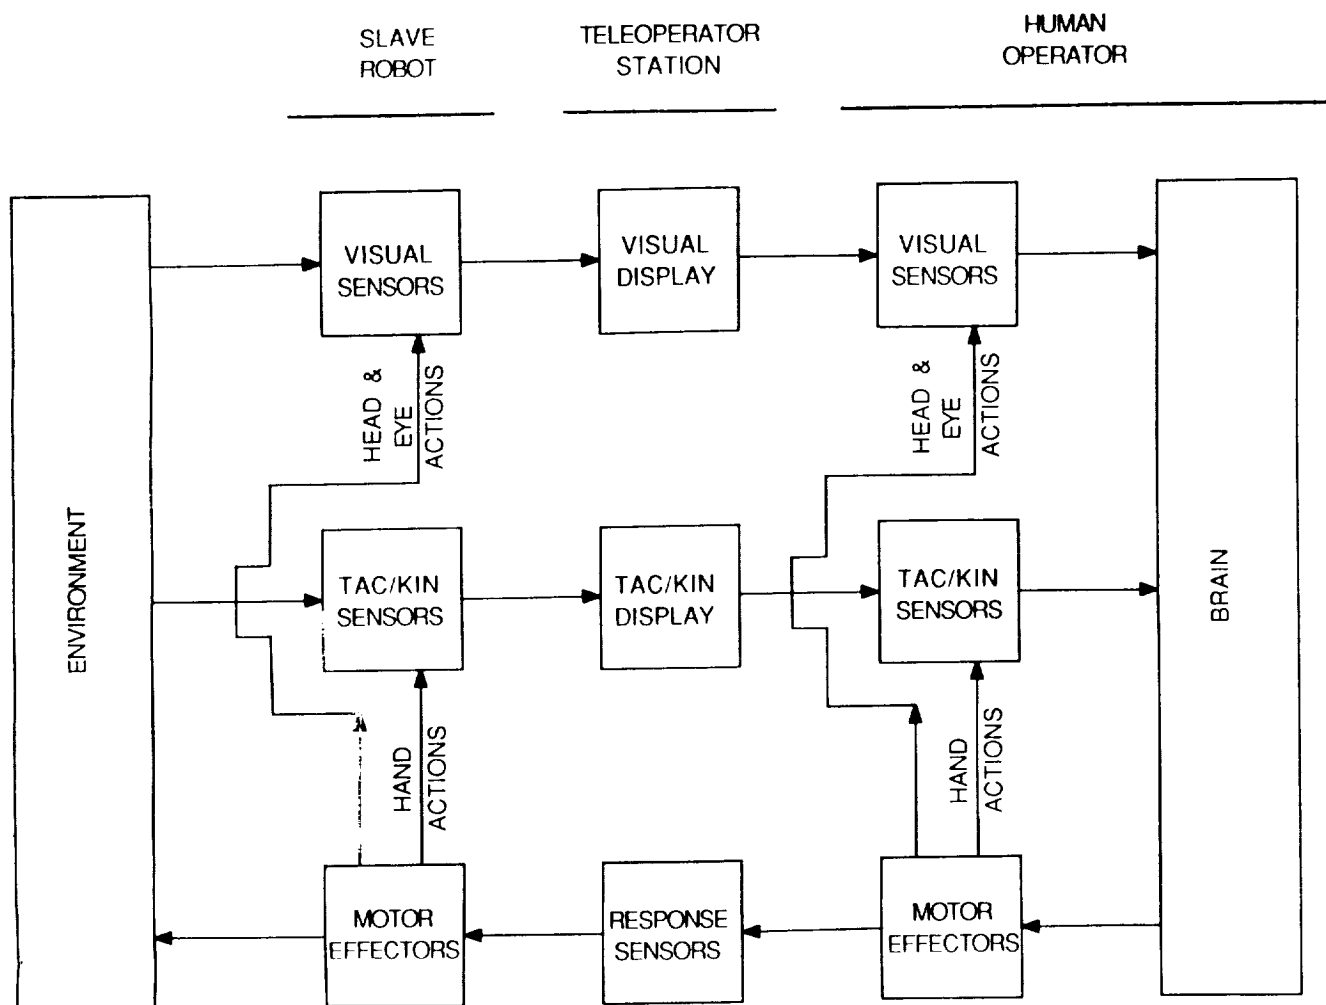 SLAVE
ROBOT
TELEOPERATOR
STATION
HUMAN
OPERATOR
ENVIRONMENT
VISUAL
SENSORS
VISUAL
DISPLAY
VISUAL
SENSORS
BRAIN
HEAD &
EYE
ACTIONS
HEAD &
EYE
ACTIONS
TAC/KIN
SENSORS
TAC/KIN
DISPLAY
TAC/KIN
SENSORS
HAND
ACTIONS
HAND
ACTIONS
MOTOR
EFFECTORS
RESPONSE
SENSORS
MOTOR
EFFECTORS